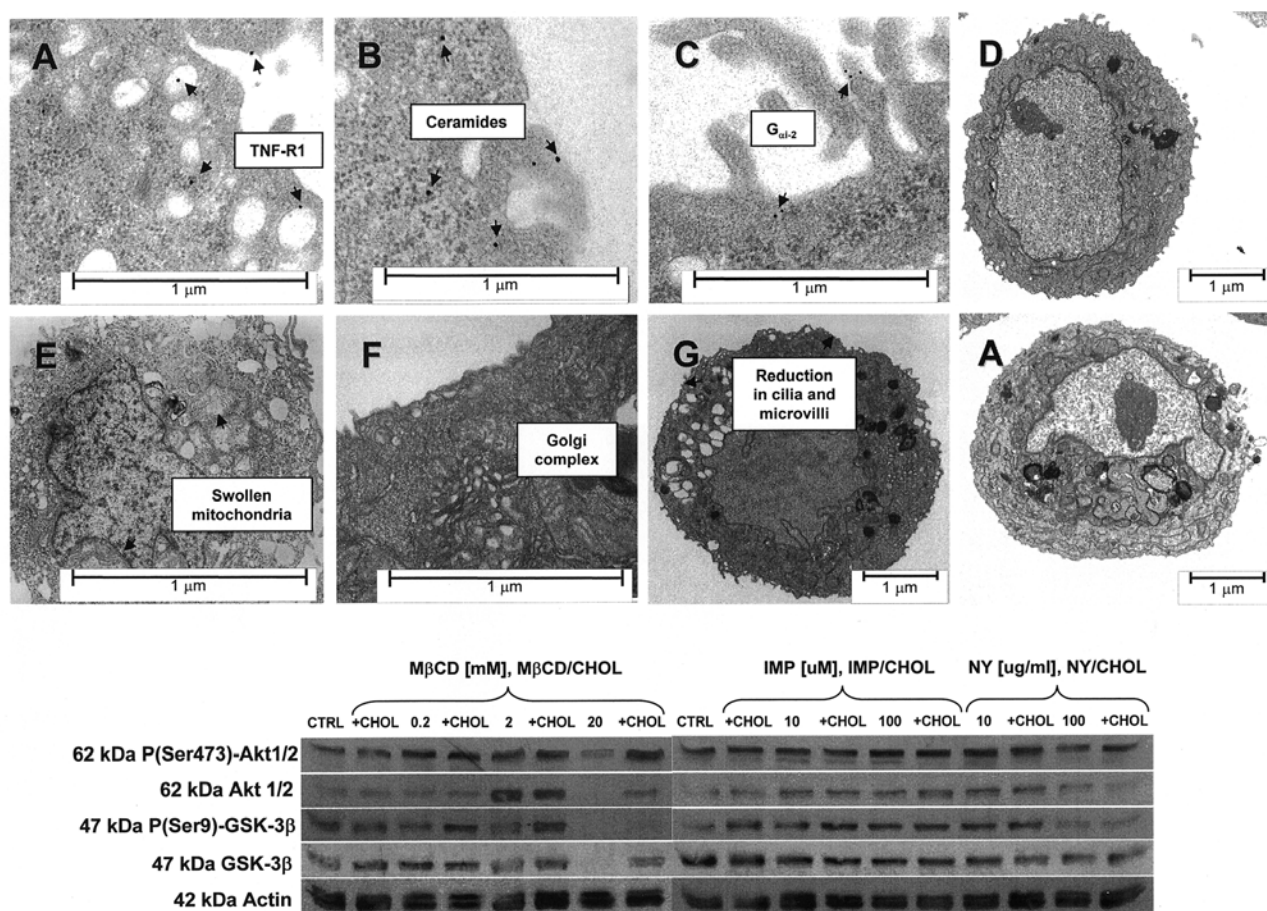 A
TNF-R1
1 μm
B
Ceramides
1 μm
C
Gαi-2
1 μm
D
1 μm
E
Swollen
mitochondria
1 μm
F
Golgi
complex
1 μm
G
Reduction
in cilia and
microvilli
1 μm
A
1 μm
MβCD [mM], MβCD/CHOL
IMP [uM], IMP/CHOL
NY [ug/ml], NY/CHOL
CTRL +CHOL 0.2 +CHOL 2 +CHOL 20 +CHOL CTRL +CHOL 10 +CHOL 100 +CHOL 10 +CHOL 100 +CHOL
62 kDa P(Ser473)-Akt1/2
62 kDa Akt 1/2
47 kDa P(Ser9)-GSK-3β
47 kDa GSK-3β
42 kDa Actin